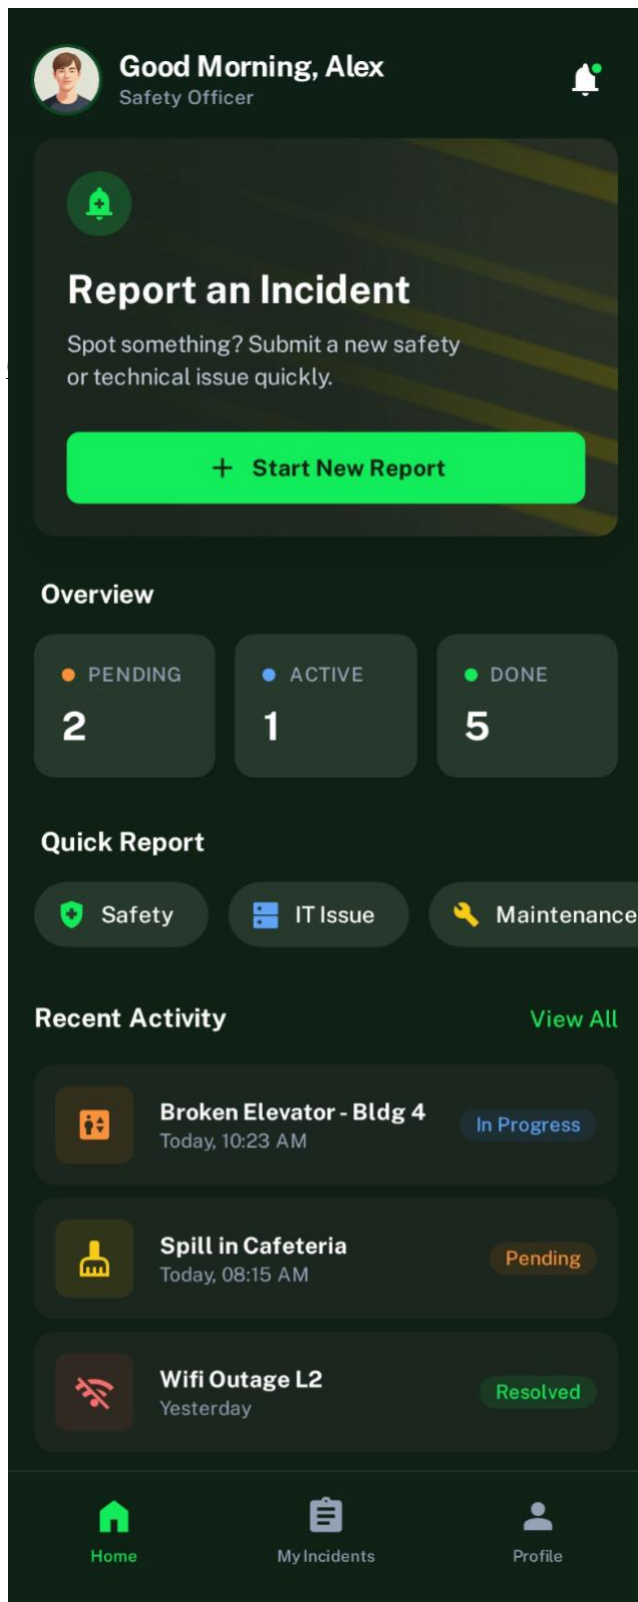 Good Morning, Alex
Safety Officer
Report an Incident
Spot something? Submit a new safety
or technical issue quickly.
+ Start New Report
Overview
PENDING
2
ACTIVE
1
DONE
5
Quick Report
Safety
IT Issue
Maintenance
Recent Activity
View All
Broken Elevator - Bldg 4
Today, 10:23 AM
In Progress
Spill in Cafeteria
Today, 08:15 AM
Pending
Wifi Outage L2
Yesterday
Resolved
Home
My Incidents
Profile